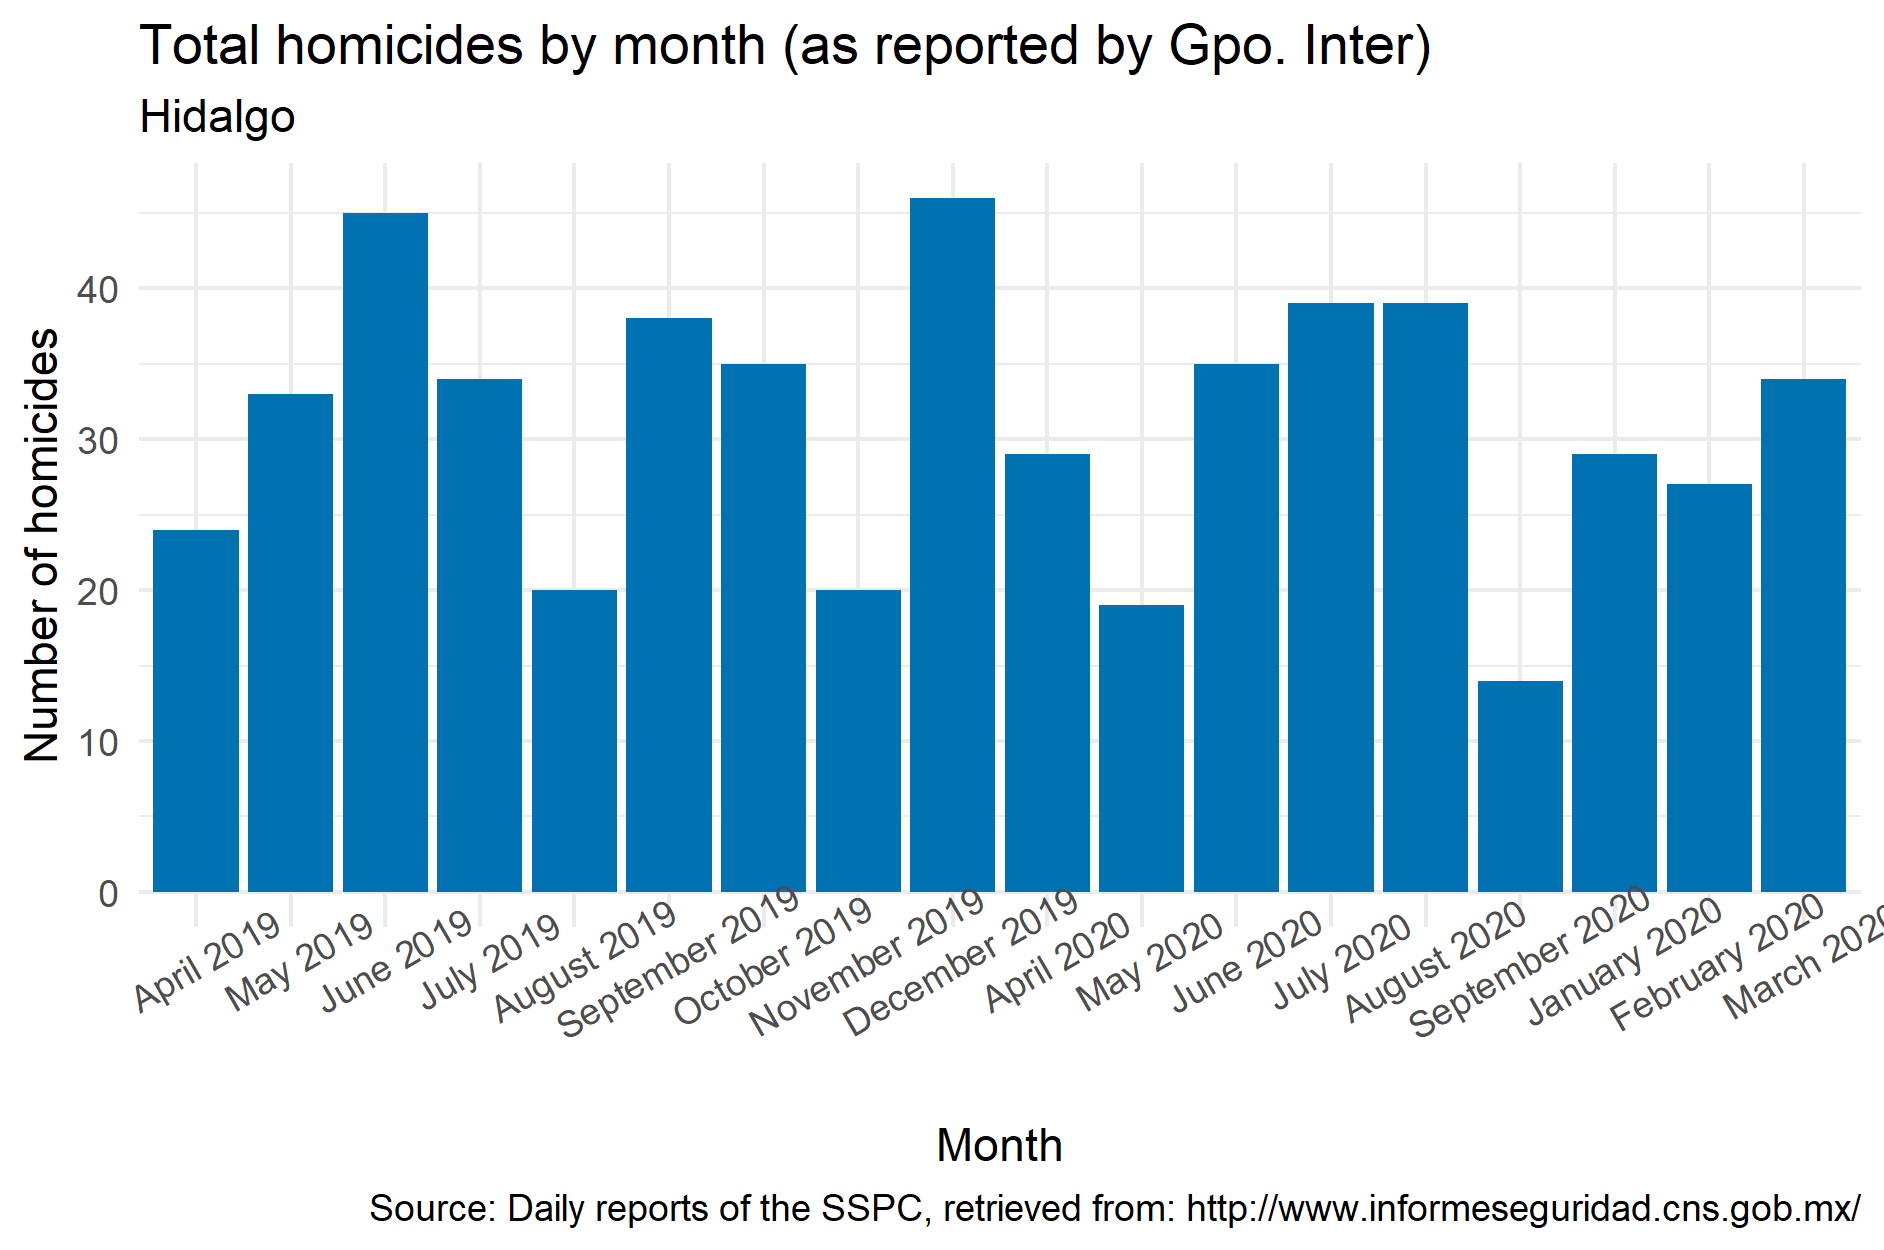 Total homicides by month (as reported by Gpo. Inter)
Hidalgo
Number of homicides
40
30
20
10
0
April 2019
May 2019
June 2019
July 2019
August 2019
September 2019
October 2019
November 2019
December 2019
April 2020
May 2020
June 2020
July 2020
August 2020
September 2020
January 2020
February 2020
March 2020
Month
Source: Daily reports of the SSPC, retrieved from: http://www.informeseguridad.cns.gob.mx/